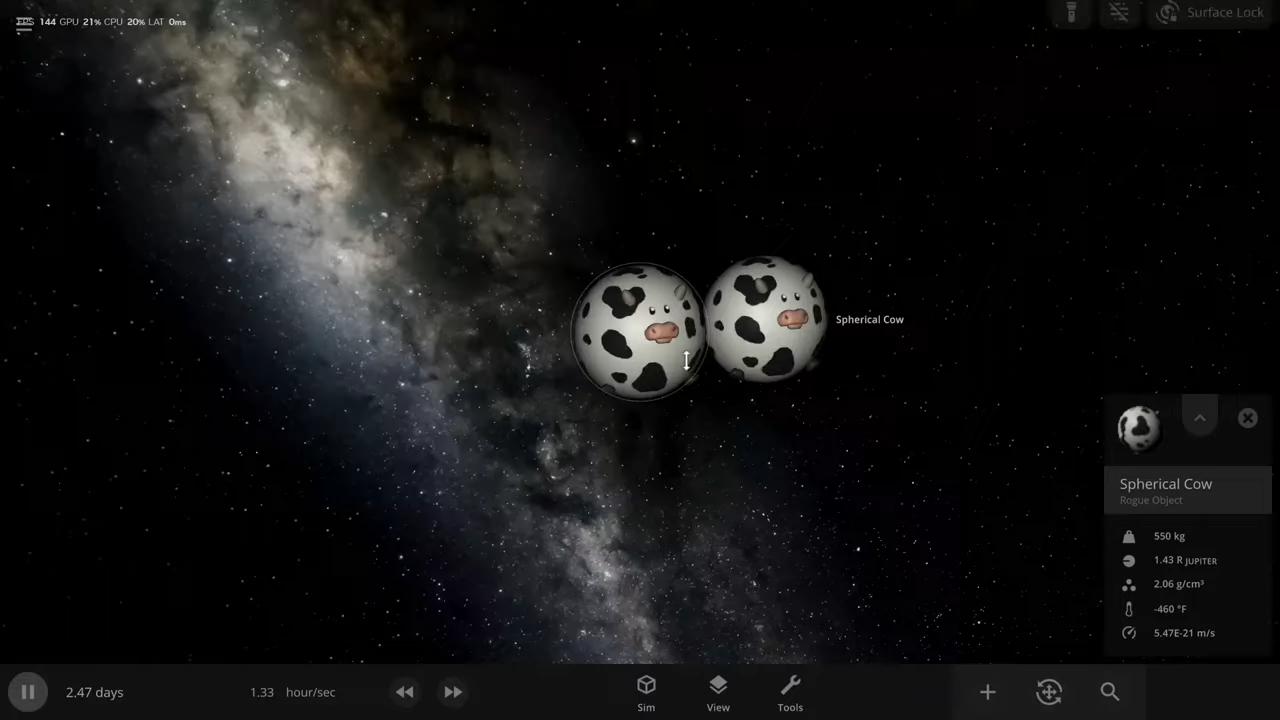 FPS 144 GPU 21% CPU 20% LAT 0ms
Surface Lock
Spherical Cow
Spherical Cow
Rogue Object
550 kg
1.43 R JUPITER
2.06 g/cm³
-460 °F
5.47E-21 m/s
2.47 days
1.33 hour/sec
Sim
View
Tools